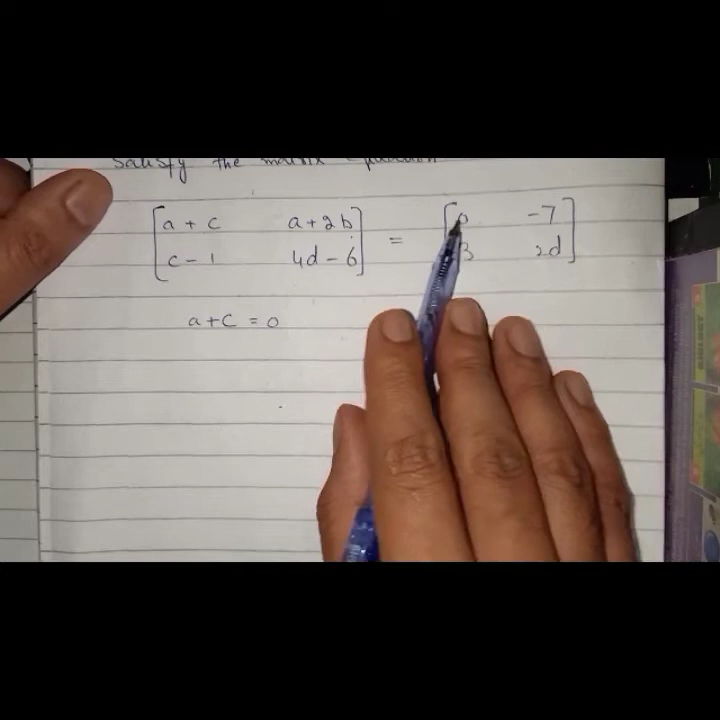 satisfy the matrix equation
[a + c a + 2b] = [0 -7]
[c - 1 4d - 6] [3 2d]
a + c = 0